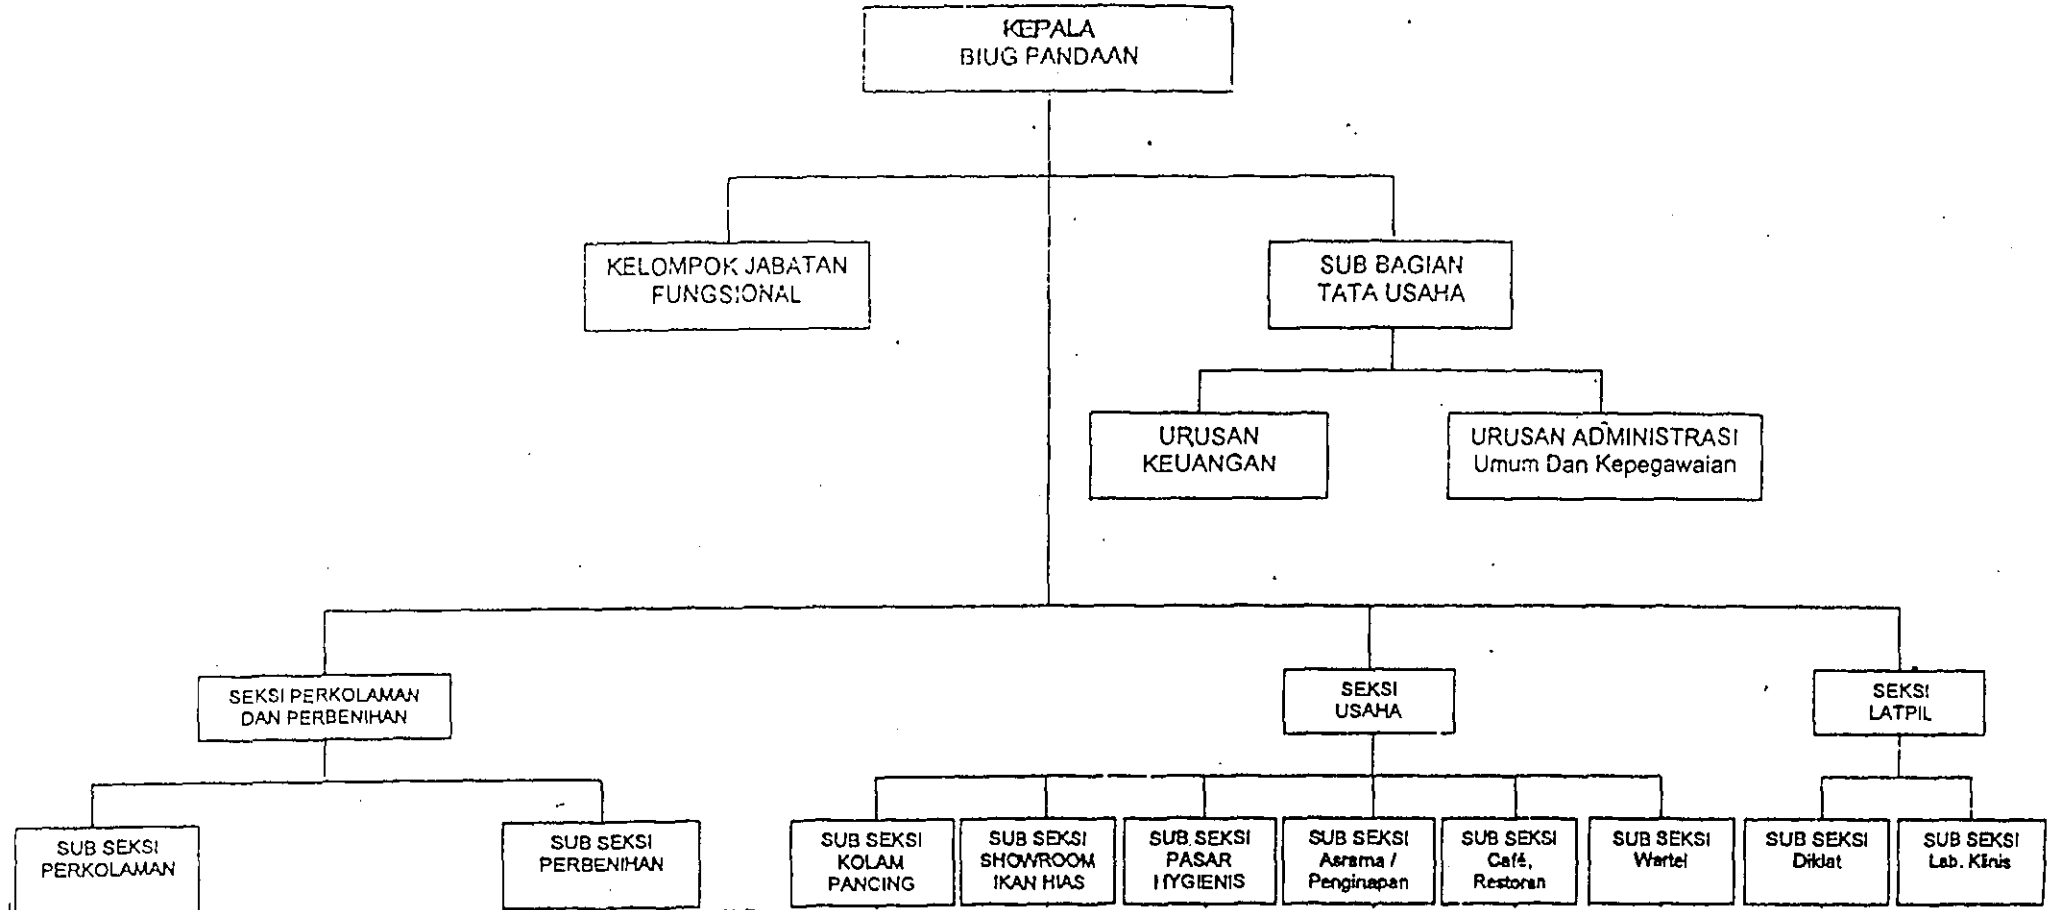 KEPALA
BIUG PANDAAN
KELOMPOK JABATAN
FUNGSIONAL
SUB BAGIAN
TATA USAHA
URUSAN
KEUANGAN
URUSAN ADMINISTRASI
Umum Dan Kepegawaian
SEKSI PERKOLAMAN
DAN PERBENIHAN
SEKSI
USAHA
SEKSI
LATPIL
SUB SEKSI
PERKOLAMAN
SUB SEKSI
PERBENIHAN
SUB SEKSI
KOLAM
PANCING
SUB SEKSI
SHOWROOM
IKAN HIAS
SUB SEKSI
PASAR
HYGIENIS
SUB SEKSI
Asrama /
Penginapan
SUB SEKSI
Café,
Restoran
SUB SEKSI
Wartel
SUB SEKSI
Diklat
SUB SEKSI
Lab. Klinis